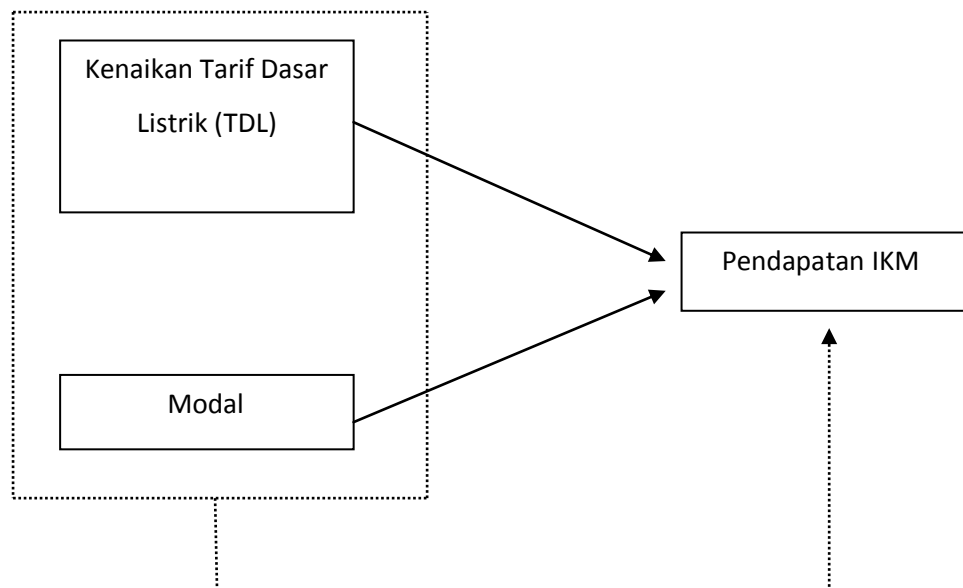 Kenaikan Tarif Dasar
Listrik (TDL)
Pendapatan IKM
Modal